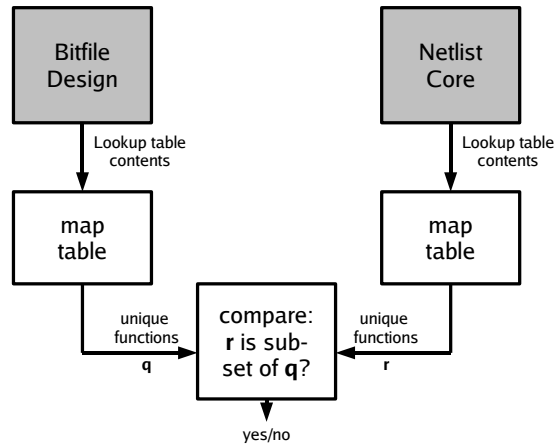 Bitfile
Design
Netlist
Core
Lookup table
contents
Lookup table
contents
map
table
map
table
unique
functions
q
compare:
r is sub-
set of q?
unique
functions
r
yes/no